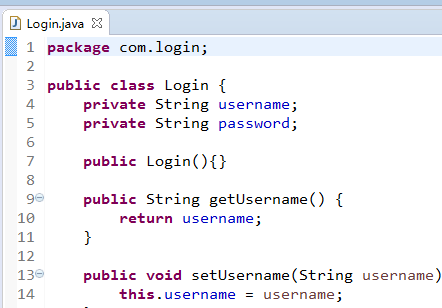 Login.java
1 package com.login;
2
3 public class Login {
4 private String username;
5 private String password;
6
7 public Login(){}
8
9 public String getUsername() {
10 return username;
11 }
12
13 public void setUsername(String username)
14 this.username = username;